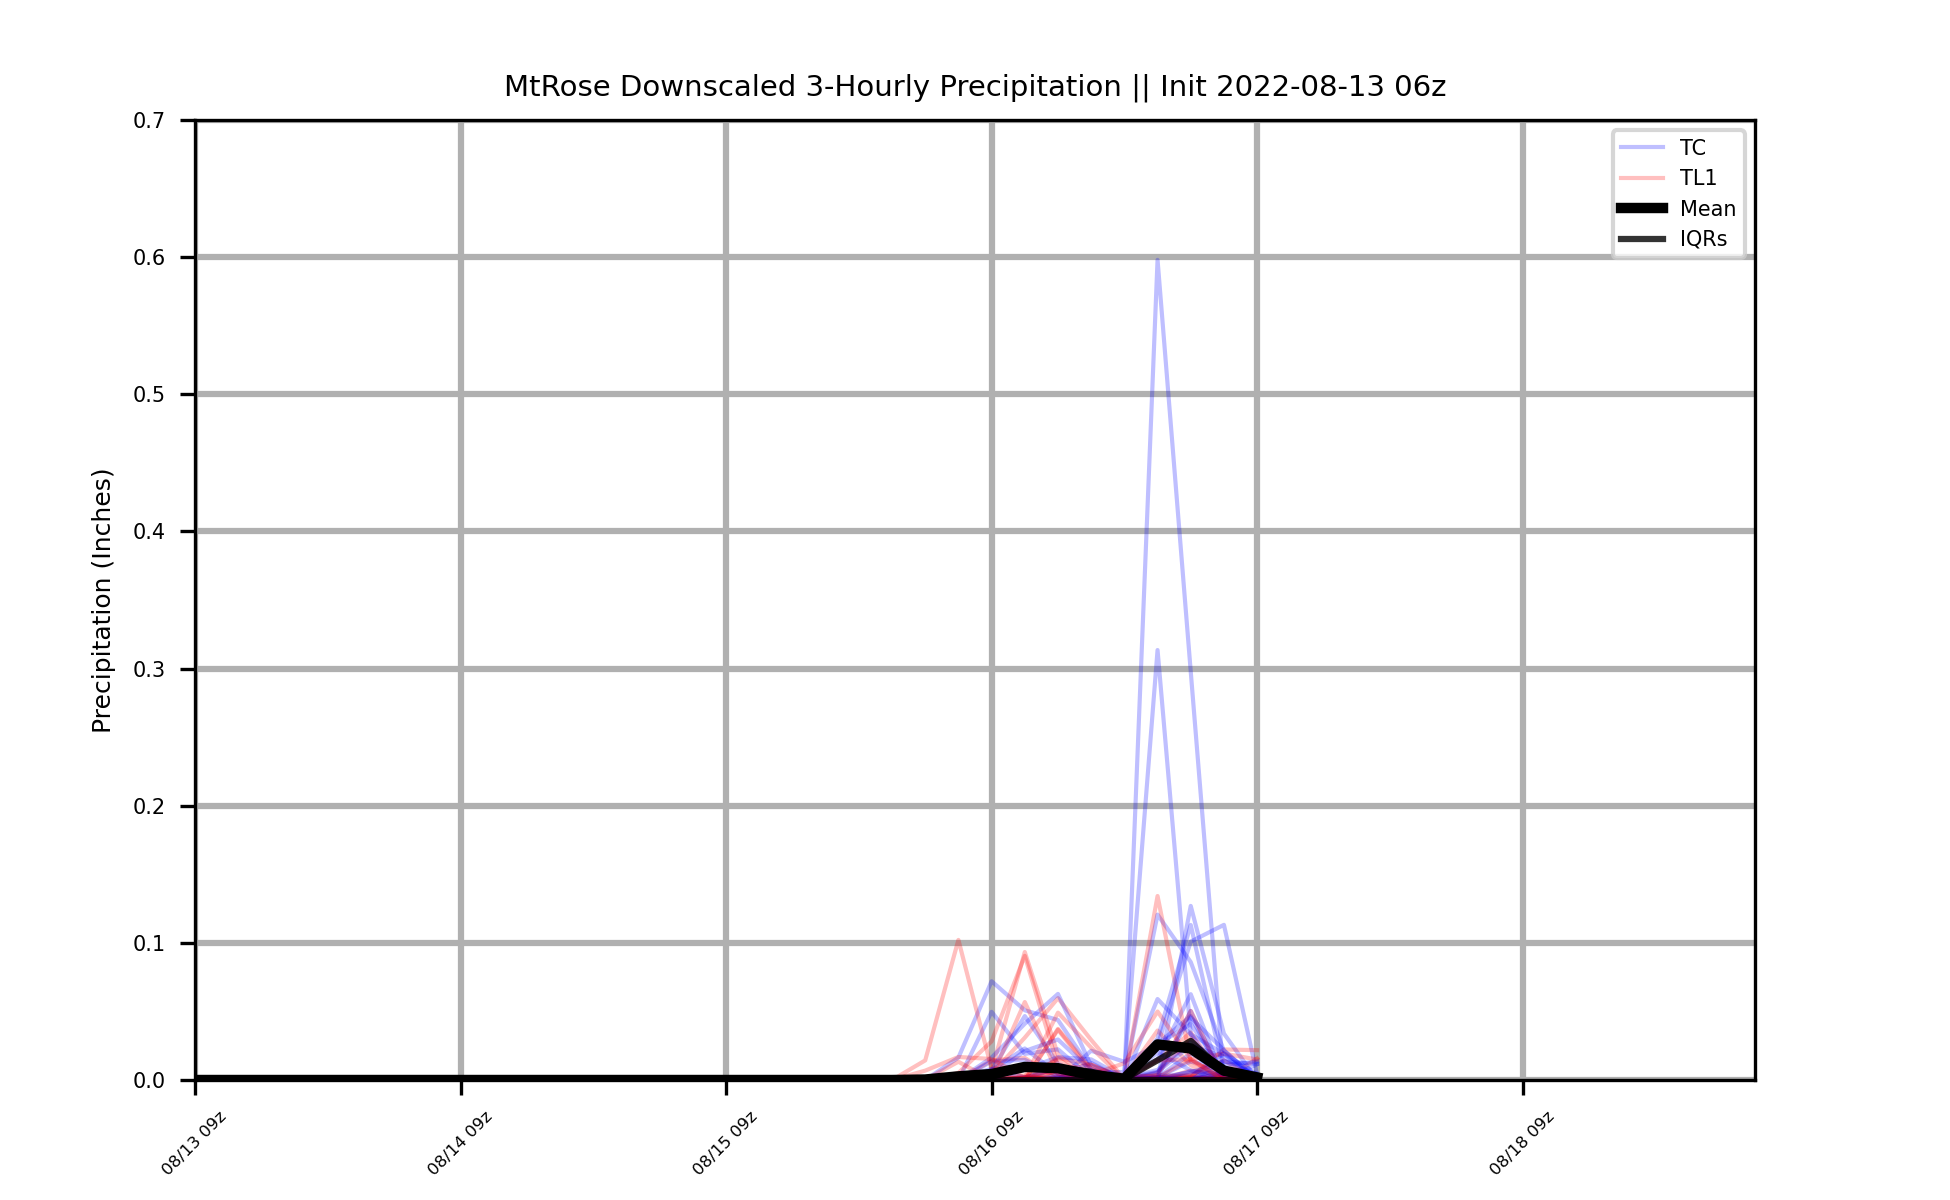 MtRose Downscaled 3-Hourly Precipitation || Init 2022-08-13 06z
0.7
0.6
0.5
0.4
0.3
0.2
0.1
0.0
Precipitation (Inches)
TC
TL1
Mean
IQRs
08/13 09z
08/14 09z
08/15 09z
08/16 09z
08/17 09z
08/18 09z